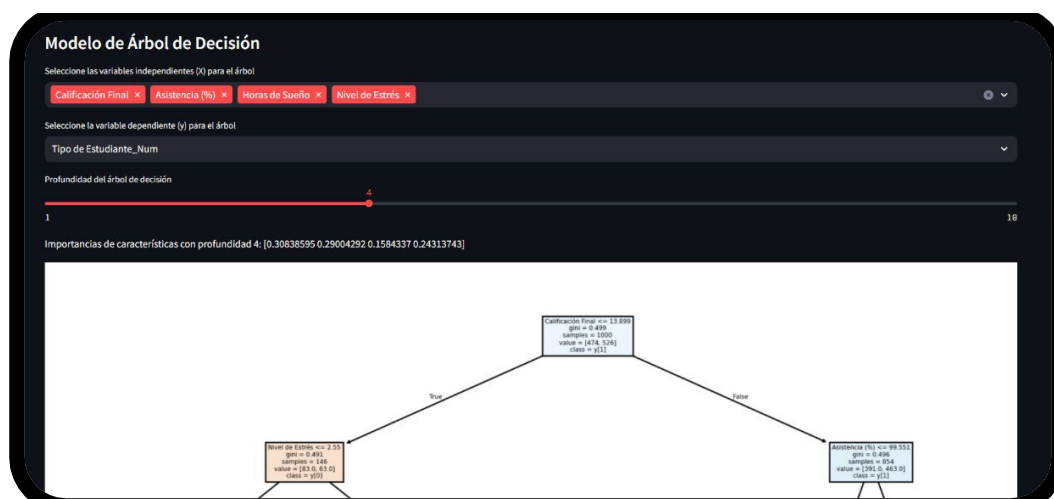 Modelo de Árbol de Decisión
Seleccione las variables independientes (X) para el árbol
Calificación Final × Asistencia (%) × Horas de Sueño × Nivel de Estrés ×
Seleccione la variable dependiente (y) para el árbol
Tipo de Estudiante_Num
Profundidad del árbol de decisión
4
1 10
Importancias de características con profundidad 4: [0.30838595 0.29004292 0.1584337 0.24313743]
Calificación Final <= 13.899
gini = 0.499
samples = 1000
value = [474, 526]
class = y[1]
True
False
Nivel de Estrés <= 2.55
gini = 0.491
samples = 146
value = [83.0, 63.0]
class = y[0]
Asistencia (%) <= 99.551
gini = 0.496
samples = 854
value = [391.0, 463.0]
class = y[1]